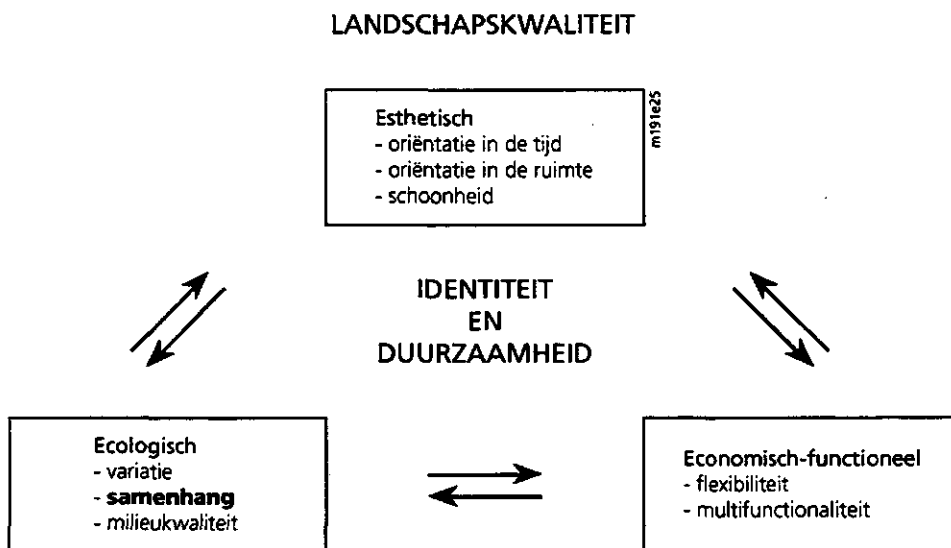 LANDSCHAPSKWALITEIT
Esthetisch
- oriëntatie in de tijd
- oriëntatie in de ruimte
- schoonheid
m191e25
IDENTITEIT
EN
DUURZAAMHEID
Ecologisch
- variatie
- samenhang
- milieukwaliteit
Economisch-functioneel
- flexibiliteit
- multifunctionaliteit